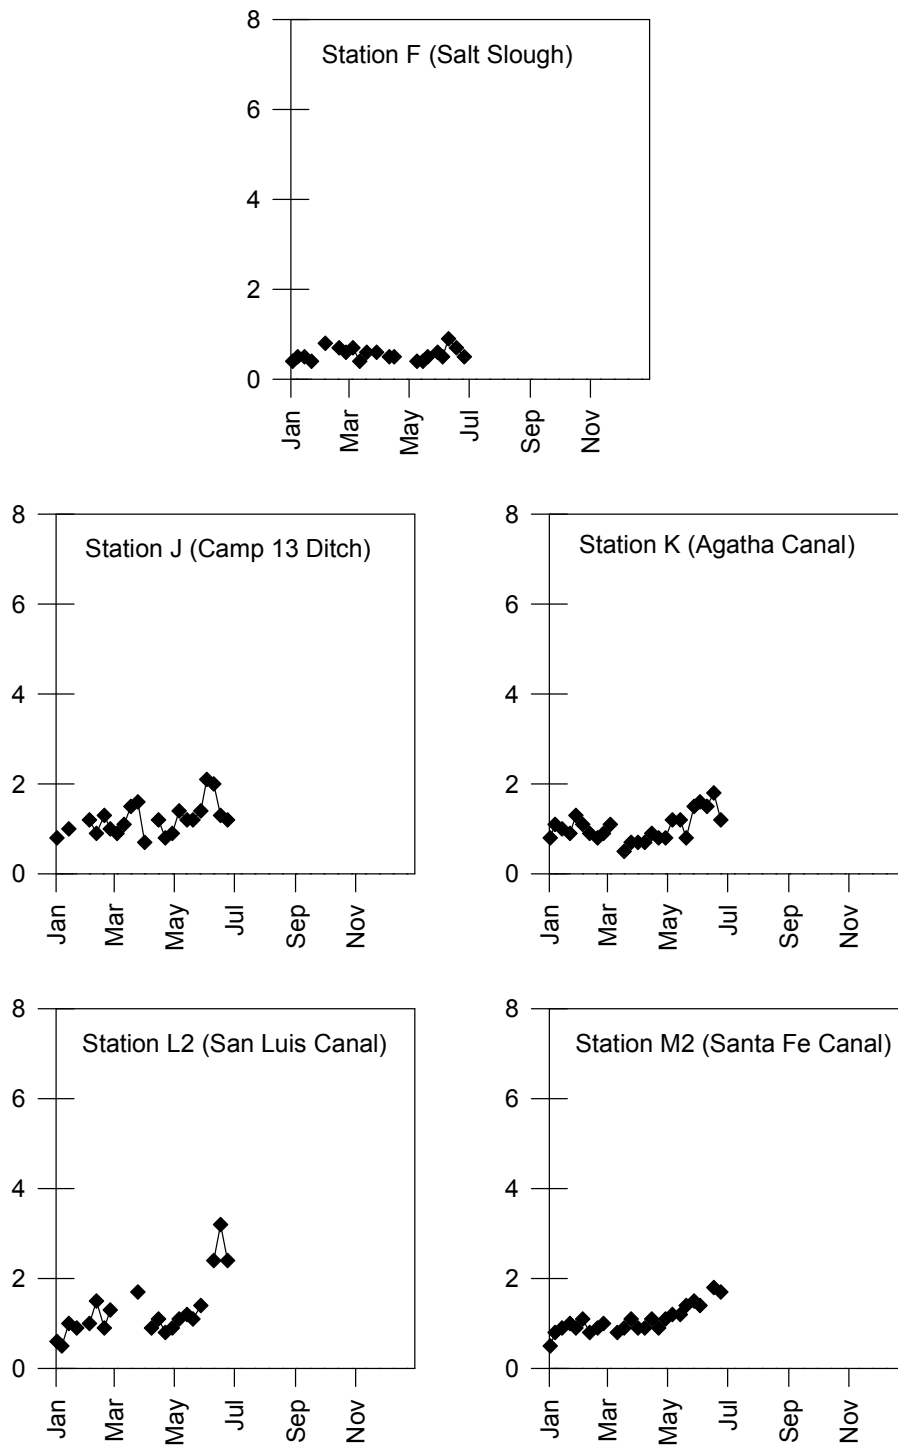 8
Station F (Salt Slough)
6
4
2
0
Jan Mar May Jul Sep Nov
8 8
Station J (Camp 13 Ditch) Station K (Agatha Canal)
6 6
4 4
2 2
0 0
Jan Mar May Jul Sep Nov Jan Mar May Jul Sep Nov
8 8
Station L2 (San Luis Canal) Station M2 (Santa Fe Canal)
6 6
4 4
2 2
0 0
Jan Mar May Jul Sep Nov Jan Mar May Jul Sep Nov